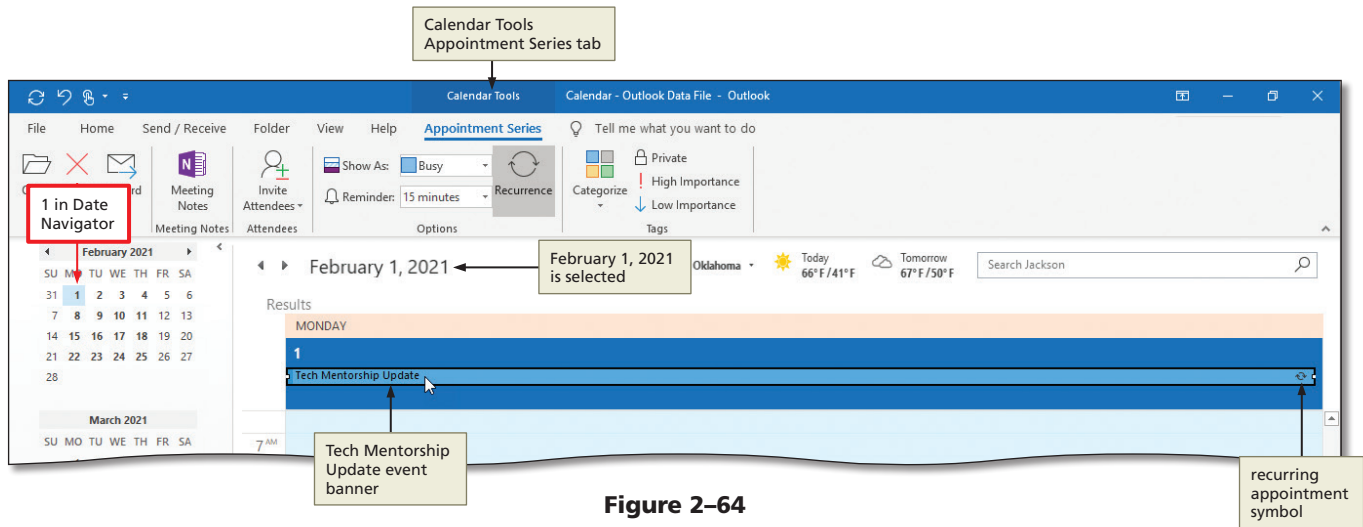 Calendar Tools
Appointment Series tab
Calendar Tools
Calendar - Outlook Data File - Outlook
File Home Send / Receive Folder View Help Appointment Series Tell me what you want to do
N
Meeting
Notes
Meeting Notes
Invite
Attendees
Attendees
Show As: Busy
Reminder: 15 minutes
Recurrence
Options
Categorize
Private
High Importance
Low Importance
Tags
1 in Date
Navigator
February 2021
SU MO TU WE TH FR SA
31 1 2 3 4 5 6
7 8 9 10 11 12 13
14 15 16 17 18 19 20
21 22 23 24 25 26 27
28
March 2021
SU MO TU WE TH FR SA
February 1, 2021
February 1, 2021
is selected
Oklahoma
Today
66°F/41°F
Tomorrow
67°F/50°F
Search Jackson
Results
MONDAY
1
Tech Mentorship Update
7 AM
Tech Mentorship
Update event
banner
recurring
appointment
symbol
Figure 2–64